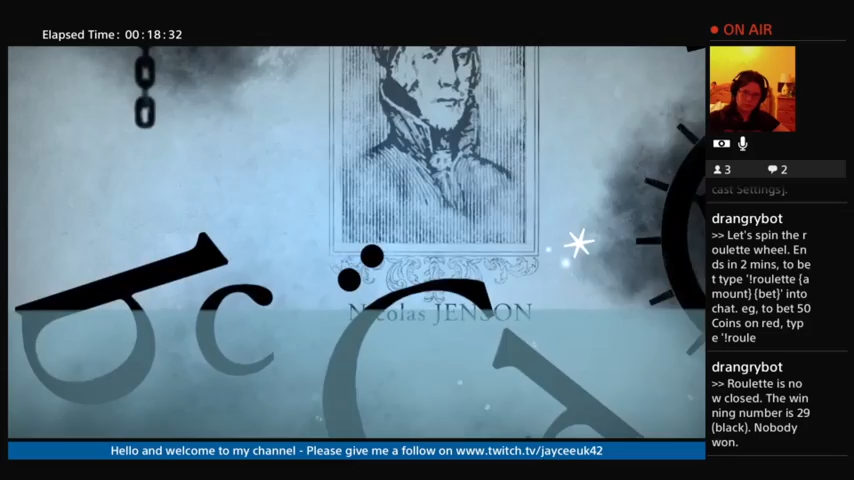 Elapsed Time: 00:18:32
ON AIR
3
2
cast Settings].
drangrybot
>> Let's spin the r
oulette wheel. En
ds in 2 mins, to be
t type '!roulette {a
mount} {bet}' into
chat. eg, to bet 50
Coins on red, typ
e '!roule
drangrybot
>> Roulette is no
w closed. The win
ning number is 29
(black). Nobody
won.
Nicolas JENSON
Hello and welcome to my channel - Please give me a follow on www.twitch.tv/jayceeuk42